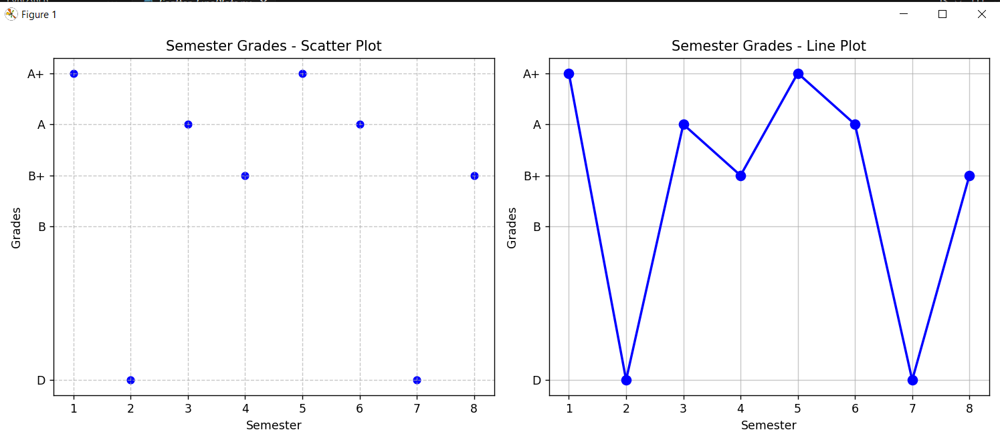 Figure 1
Semester Grades - Scatter Plot
A+
A
B+
B
D
Grades
1 2 3 4 5 6 7 8
Semester
Semester Grades - Line Plot
A+
A
B+
B
D
Grades
1 2 3 4 5 6 7 8
Semester